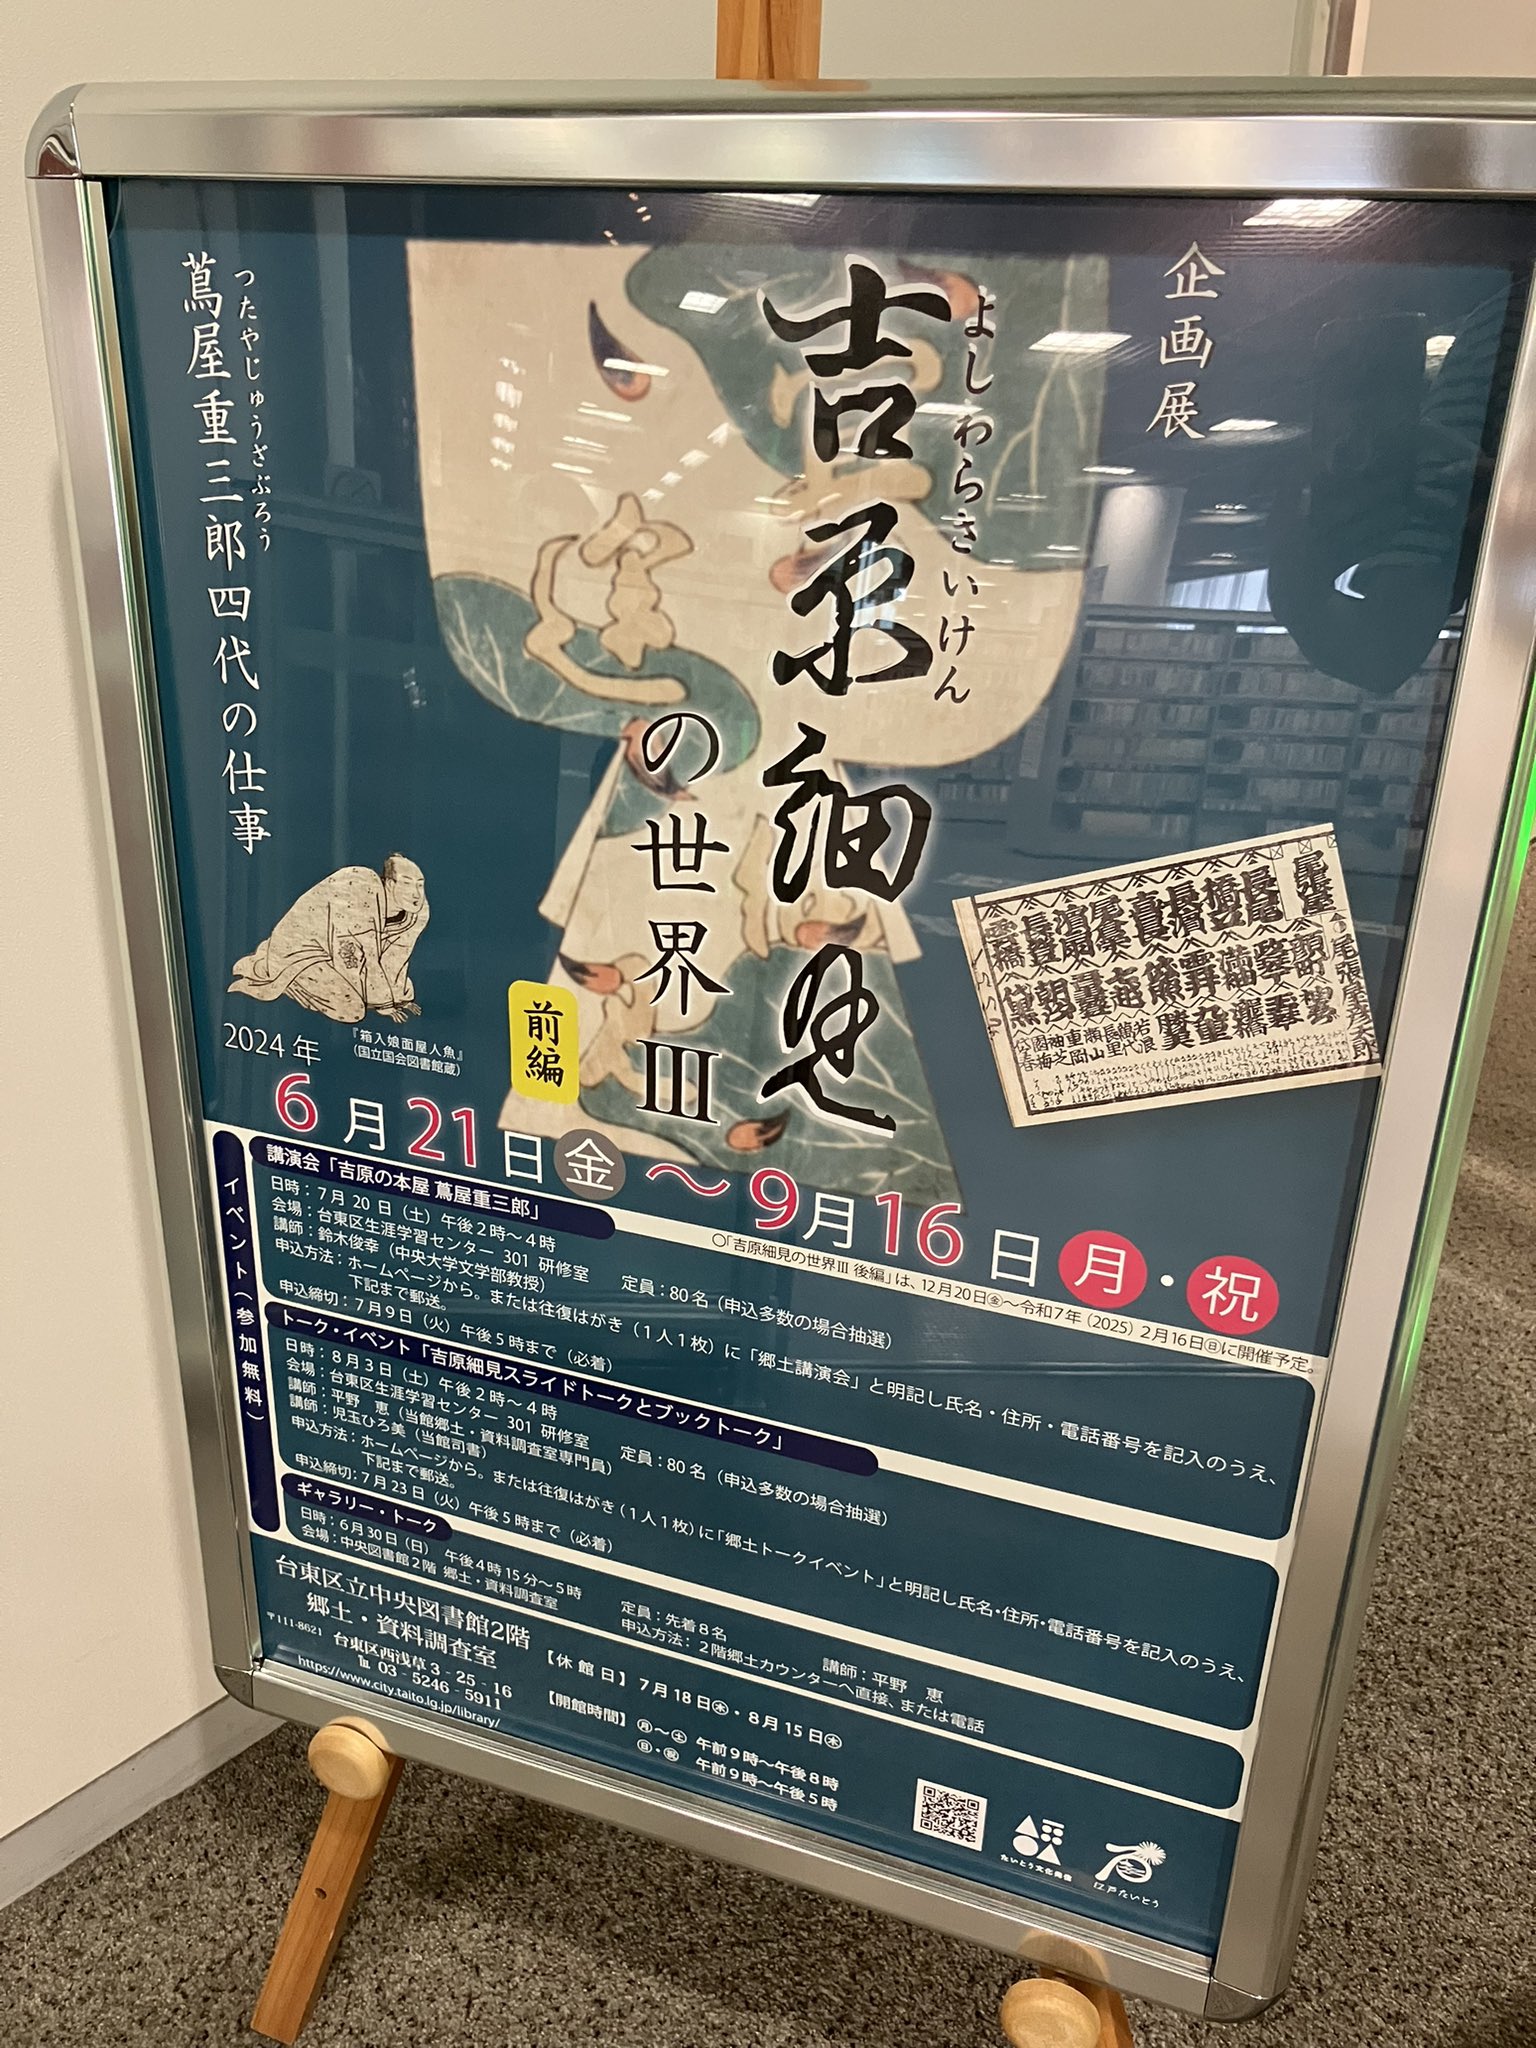 企画展
よしわらさいけん
吉原細見
の世界Ⅲ
前編
つたやじゅうざぶろう
蔦屋重三郎四代の仕事
『箱入娘面屋人魚』
(国立国会図書館蔵)
尾張屋
2024年
6月21日金～9月16日月・祝
○「吉原細見の世界Ⅲ 後編」は、12月20日㊎～令和7年(2025)2月16日㊐に開催予定。
イベント(参加無料)
講演会「吉原の本屋 蔦屋重三郎」
日時：7月20日(土)午後2時～4時
会場：台東区生涯学習センター 301 研修室 定員：80名(申込多数の場合抽選)
講師：鈴木俊幸(中央大学文学部教授)
申込方法：ホームページから。または往復はがき(1人1枚)に「郷土講演会」と明記し氏名・住所・電話番号を記入のうえ、
下記まで郵送。
申込締切：7月9日(火)午後5時まで(必着)
トーク・イベント「吉原細見スライドトークとブックトーク」
日時：8月3日(土)午後2時～4時
会場：台東区生涯学習センター 301 研修室 定員：80名(申込多数の場合抽選)
講師：平野 恵(当館郷土・資料調査室専門員)
講師：児玉ひろ美(当館司書)
申込方法：ホームページから。または往復はがき(1人1枚)に「郷土トークイベント」と明記し氏名・住所・電話番号を記入のうえ、
下記まで郵送。
申込締切：7月23日(火)午後5時まで(必着)
ギャラリー・トーク
日時：6月30日(日) 午後4時15分～5時 定員：先着8名 講師：平野 恵
会場：中央図書館2階 郷土・資料調査室 申込方法：2階郷土カウンターへ直接、または電話
台東区立中央図書館2階
郷土・資料調査室
〒111-8621 台東区西浅草3-25-16
℡ 03-5246-5911
https://www.city.taito.lg.jp/library/
【休館日】7月18日㊍・8月15日㊍
【開館時間】㊊～㊏ 午前9時～午後8時
㊐・㊗ 午前9時～午後5時
たいとう文化発信
江戸たいとう